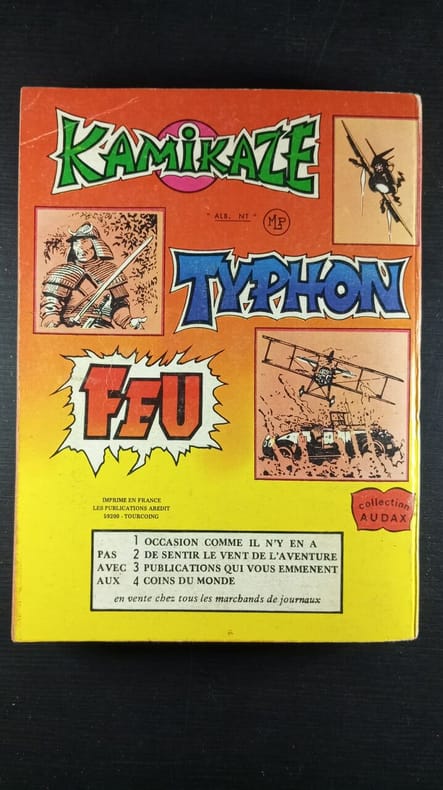 KAMiKAZE
" ALB. NT "
MP
TYPHON
FEU
IMPRIME EN FRANCE
LES PUBLICATIONS AREDIT
59200 - TOURCOING
collection
AUDAX
1 OCCASION COMME IL N'Y EN A
PAS 2 DE SENTIR LE VENT DE L'AVENTURE
AVEC 3 PUBLICATIONS QUI VOUS EMMENENT
AUX 4 COINS DU MONDE
en vente chez tous les marchands de journaux